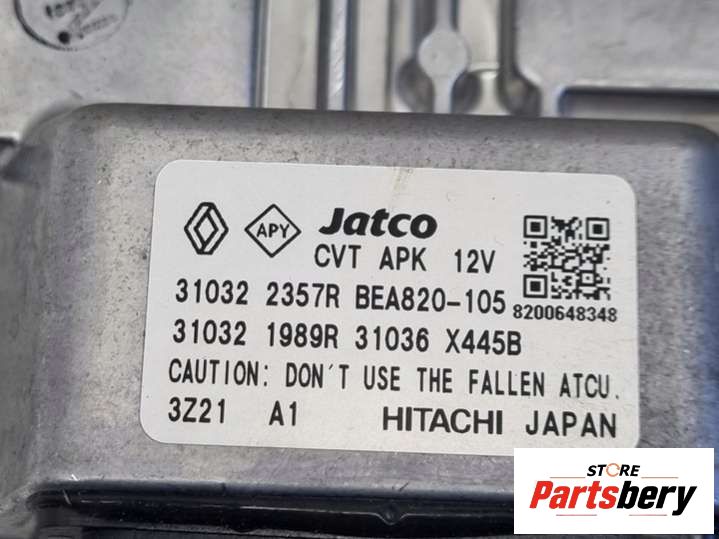 APY Jatco
CVT APK 12V
31032 2357R BEA820-105
8200648348
31032 1989R 31036 X445B
CAUTION: DON'T USE THE FALLEN ATCU.
3Z21 A1 HITACHI JAPAN
STORE
Partsbery